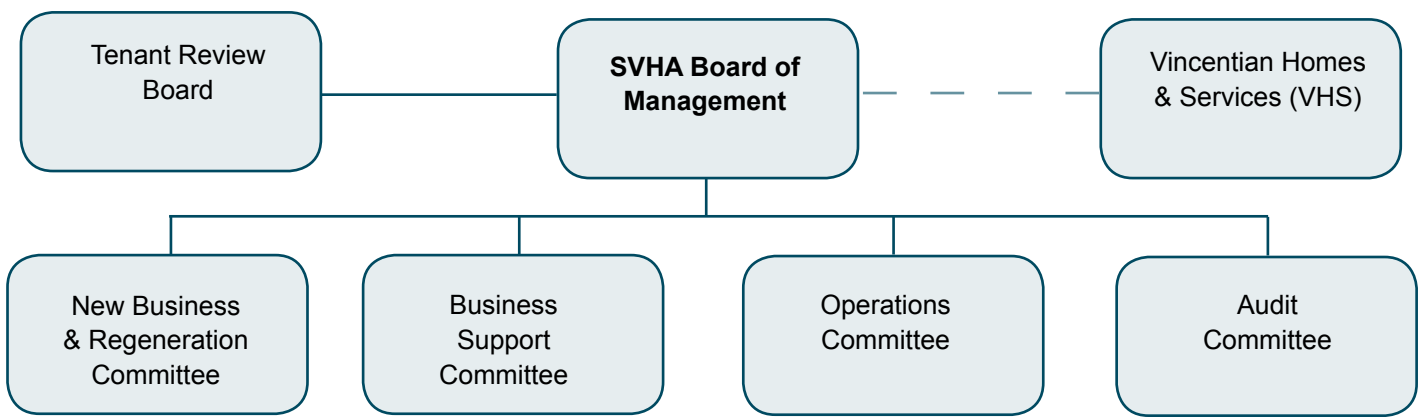 Tenant Review
Board
SVHA Board of
Management
Vincentian Homes
& Services (VHS)
New Business
& Regeneration
Committee
Business
Support
Committee
Operations
Committee
Audit
Committee